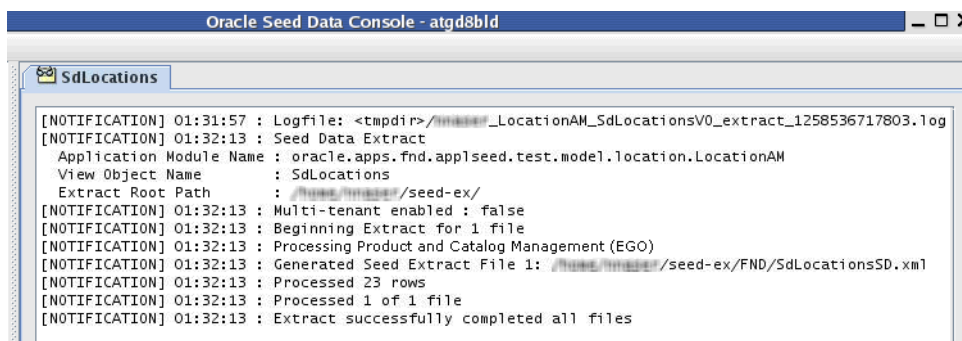 Oracle Seed Data Console - atgd8bld
SdLocations
[NOTIFICATION] 01:31:57 : Logfile: <tmpdir>/_LocationAM_SdLocationsVO_extract_1258536717803.log
[NOTIFICATION] 01:32:13 : Seed Data Extract
Application Module Name : oracle.apps.fnd.applseed.test.model.location.LocationAM
View Object Name : SdLocations
Extract Root Path : /seed-ex/
[NOTIFICATION] 01:32:13 : Multi-tenant enabled : false
[NOTIFICATION] 01:32:13 : Beginning Extract for 1 file
[NOTIFICATION] 01:32:13 : Processing Product and Catalog Management (EGO)
[NOTIFICATION] 01:32:13 : Generated Seed Extract File 1: /seed-ex/FND/SdLocationsSD.xml
[NOTIFICATION] 01:32:13 : Processed 23 rows
[NOTIFICATION] 01:32:13 : Processed 1 of 1 file
[NOTIFICATION] 01:32:13 : Extract successfully completed all files